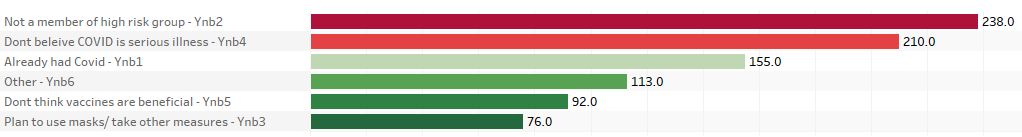 Not a member of high risk group - Ynb2 238.0
Dont beleive COVID is serious illness - Ynb4 210.0
Already had Covid - Ynb1 155.0
Other - Ynb6 113.0
Dont think vaccines are beneficial - Ynb5 92.0
Plan to use masks/ take other measures - Ynb3 76.0